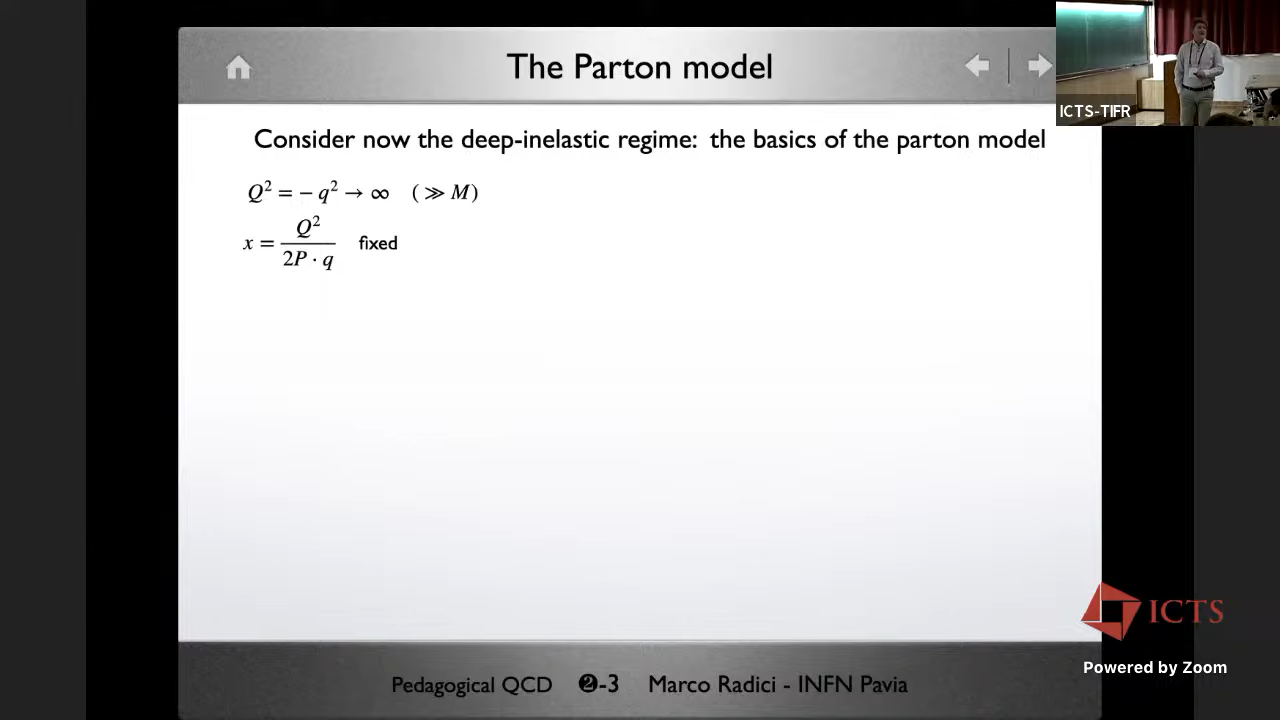 The Parton model
ICTS-TIFR
Consider now the deep-inelastic regime: the basics of the parton model
Q² = − q² → ∞ ( ≫ M)
x = Q² / 2P · q fixed
ICTS
Powered by Zoom
Pedagogical QCD ❷-3 Marco Radici - INFN Pavia